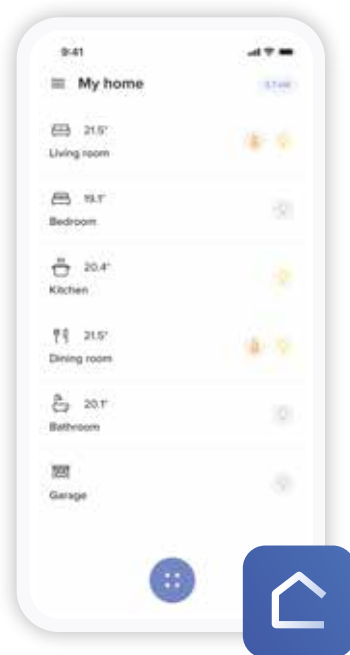 9:41
My home
21.5°
Living room
19.1°
Bedroom
20.4°
Kitchen
21.5°
Dining room
20.1°
Bathroom
Garage